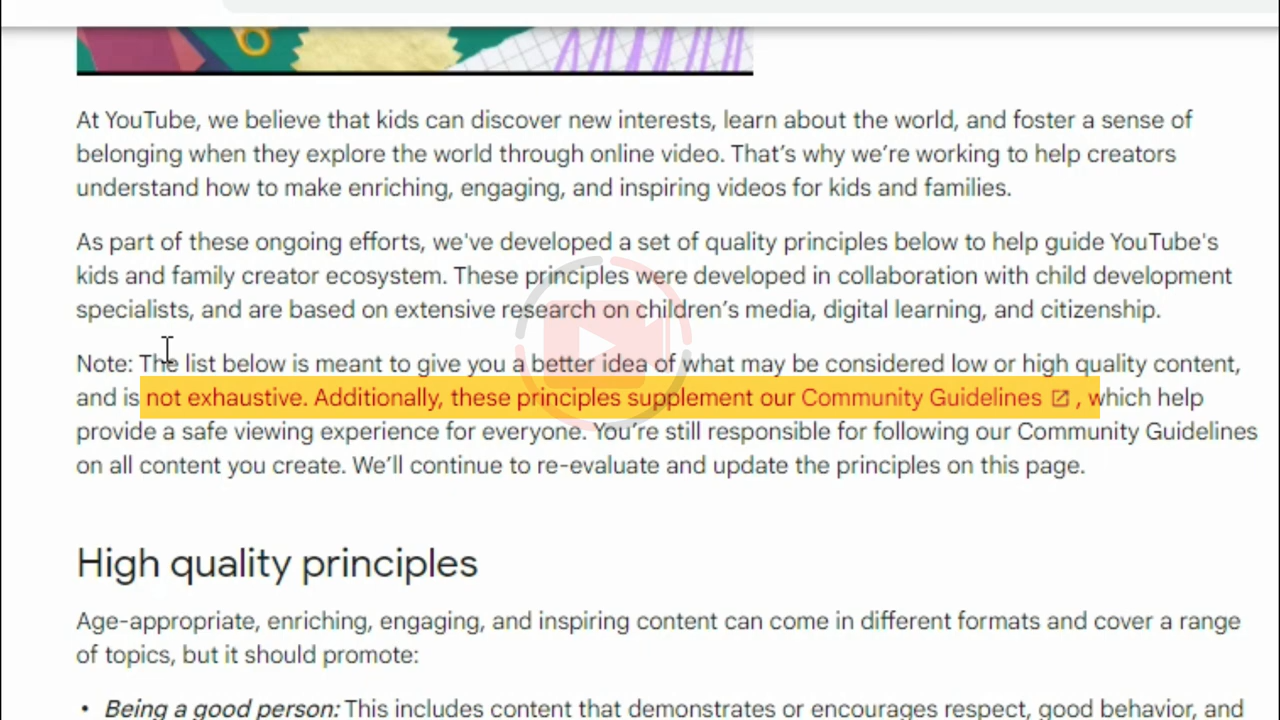 At YouTube, we believe that kids can discover new interests, learn about the world, and foster a sense of
belonging when they explore the world through online video. That’s why we’re working to help creators
understand how to make enriching, engaging, and inspiring videos for kids and families.
As part of these ongoing efforts, we've developed a set of quality principles below to help guide YouTube's
kids and family creator ecosystem. These principles were developed in collaboration with child development
specialists, and are based on extensive research on children’s media, digital learning, and citizenship.
Note: The list below is meant to give you a better idea of what may be considered low or high quality content,
and is not exhaustive. Additionally, these principles supplement our Community Guidelines , which help
provide a safe viewing experience for everyone. You’re still responsible for following our Community Guidelines
on all content you create. We’ll continue to re-evaluate and update the principles on this page.
High quality principles
Age-appropriate, enriching, engaging, and inspiring content can come in different formats and cover a range
of topics, but it should promote:
• Being a good person: This includes content that demonstrates or encourages respect, good behavior, and